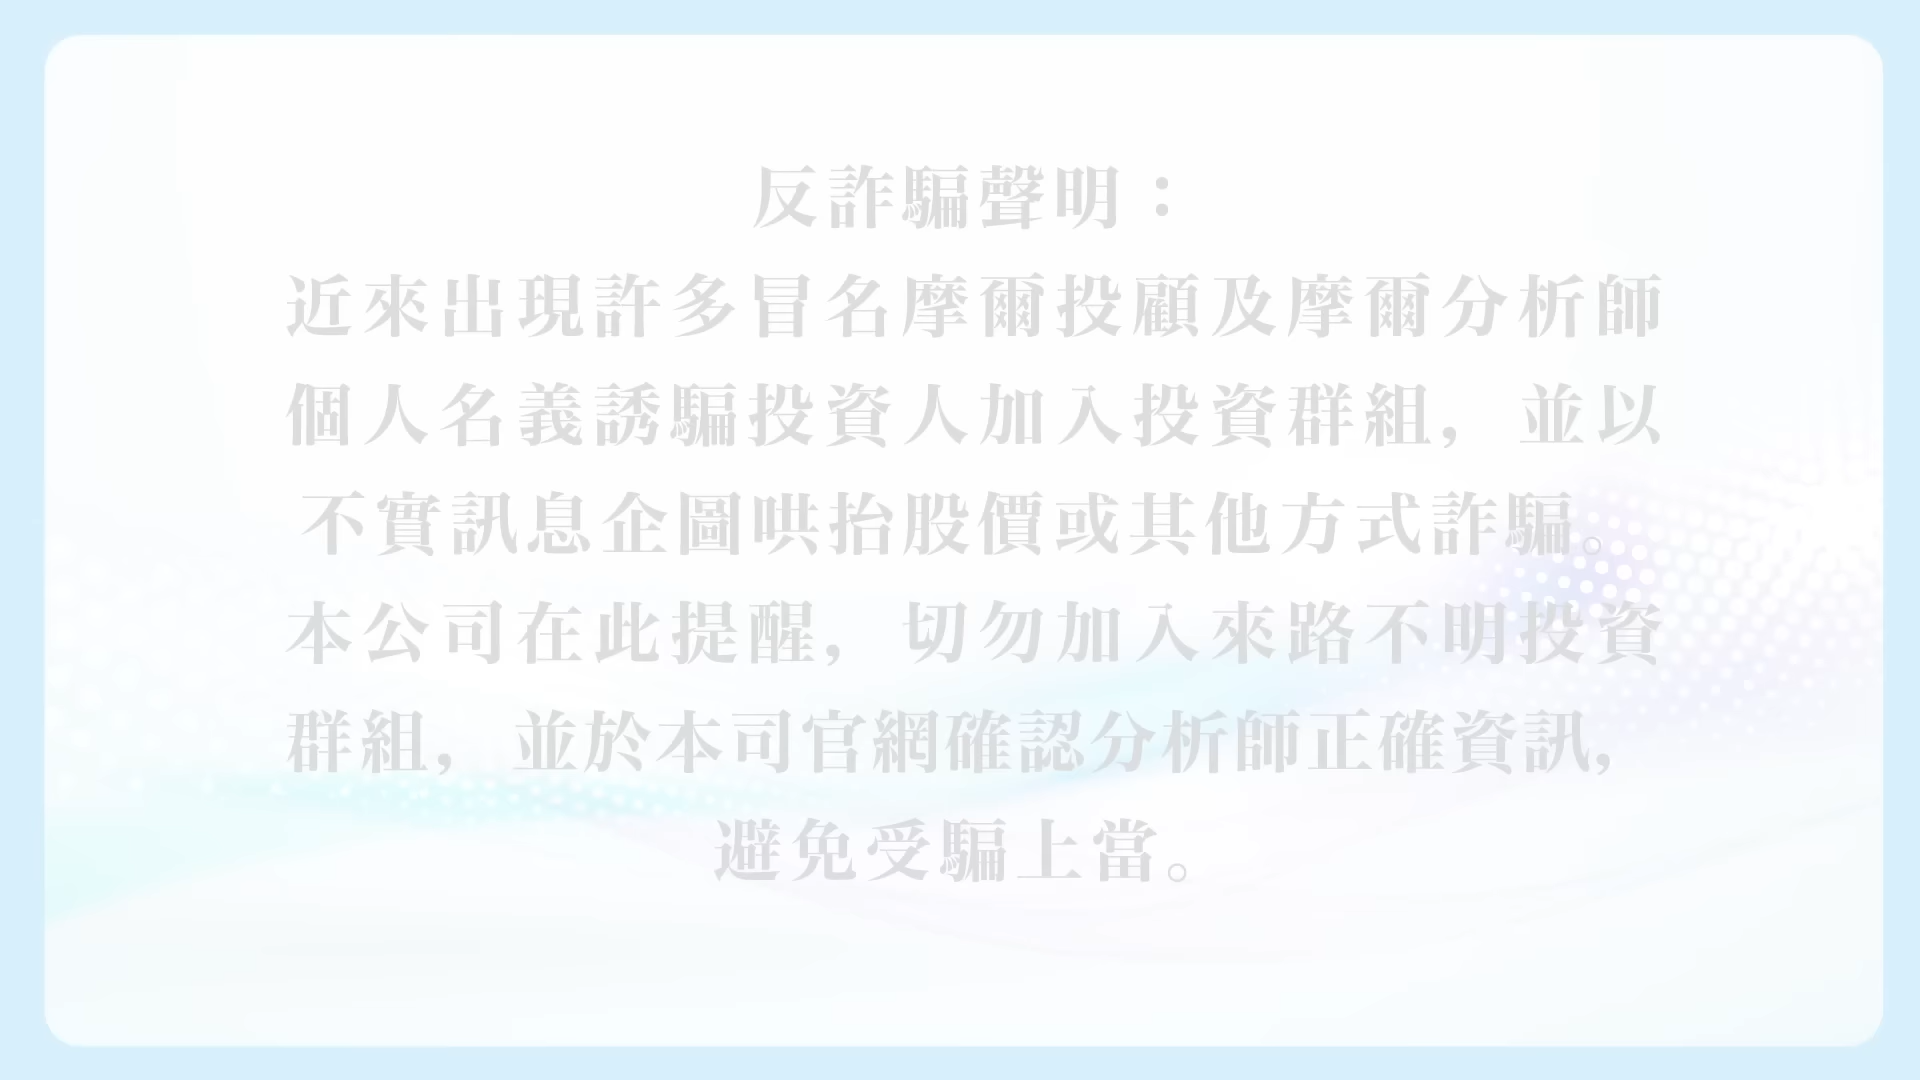 反詐騙聲明：
近來出現許多冒名摩爾投顧及摩爾分析師
個人名義誘騙投資人加入投資群組，並以
不實訊息企圖哄抬股價或其他方式詐騙。
本公司在此提醒，切勿加入來路不明投資
群組，並於本司官網確認分析師正確資訊，
避免受騙上當。